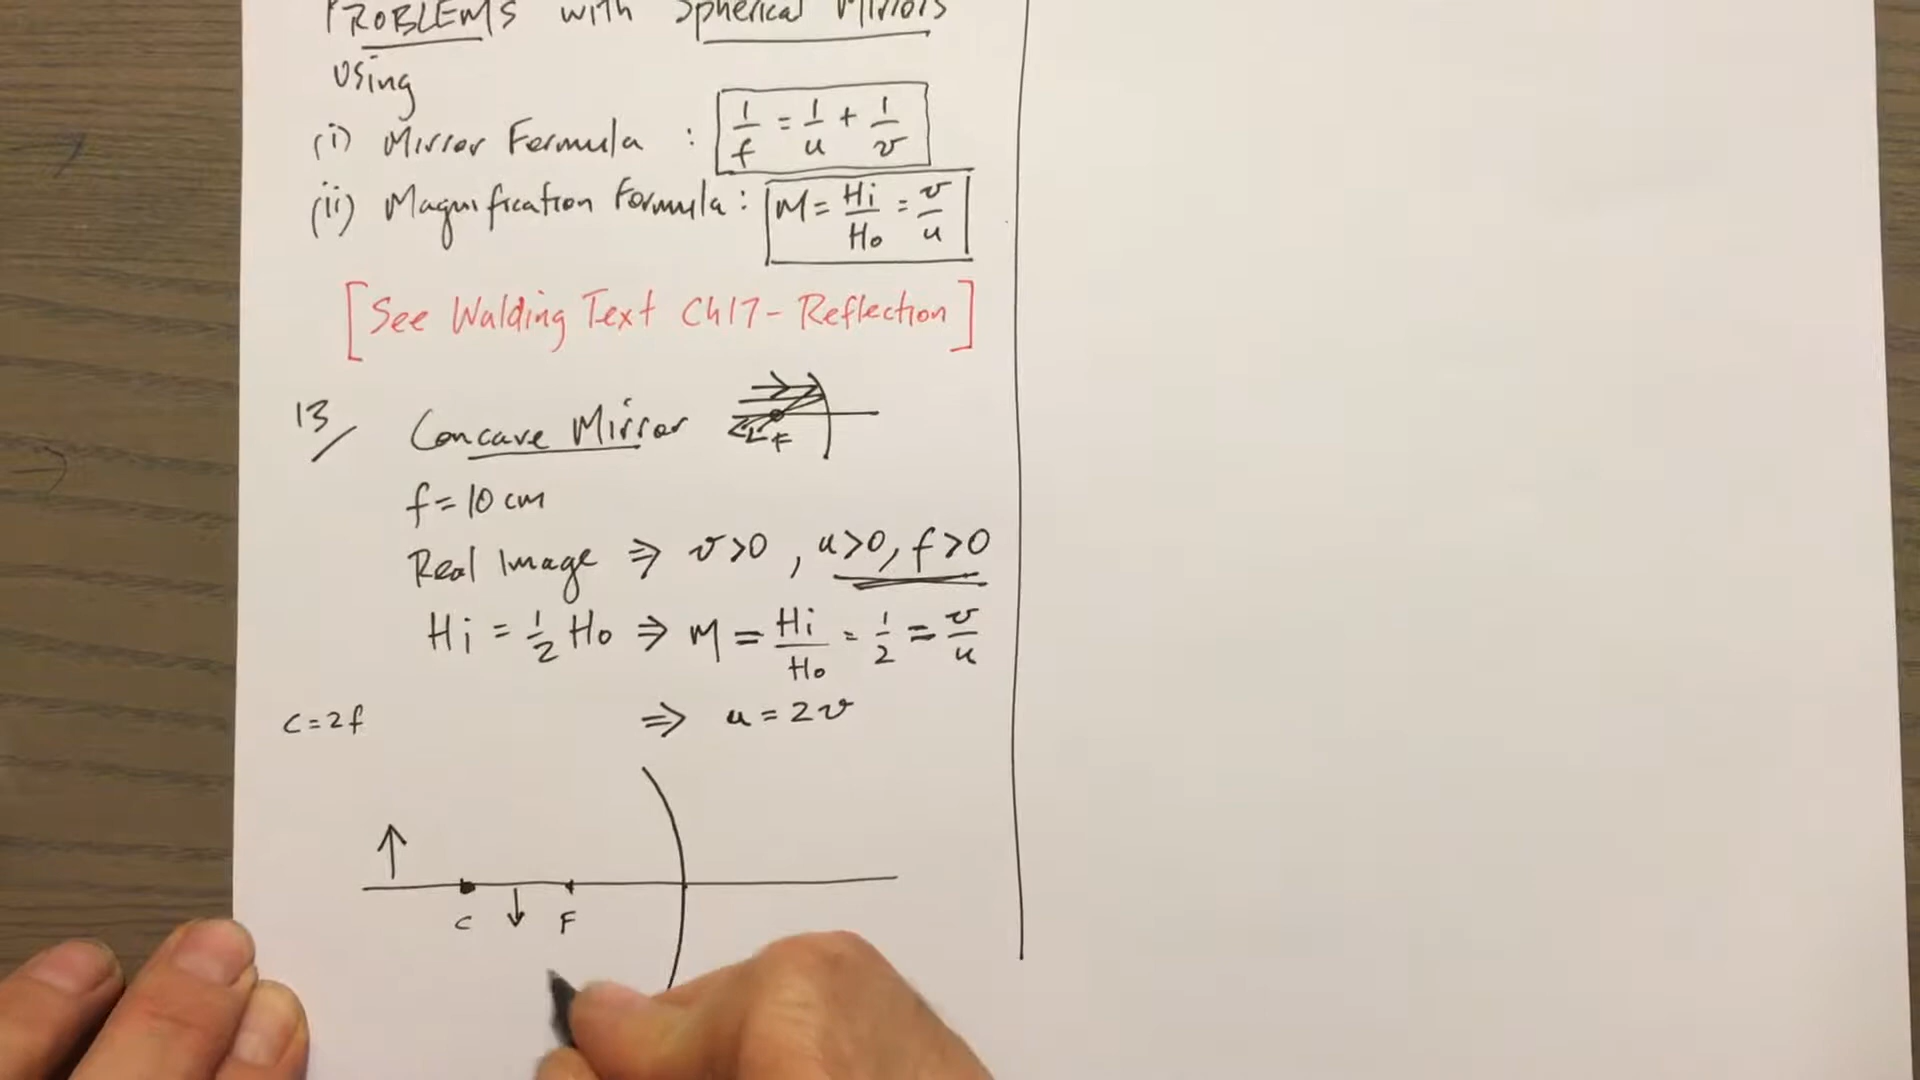 PROBLEMS with Spherical Mirrors
Using
(i) Mirror Formula : 1/f = 1/u + 1/v
(ii) Magnification Formula: M = Hi/Ho = v/u
[See Walding Text Ch17 - Reflection]
13/ Concave Mirror
F
f = 10 cm
Real Image ⇒ v>0, u>0, f>0
Hi = 1/2 Ho ⇒ M = Hi/Ho = 1/2 = v/u
c = 2f ⇒ u = 2v
C F